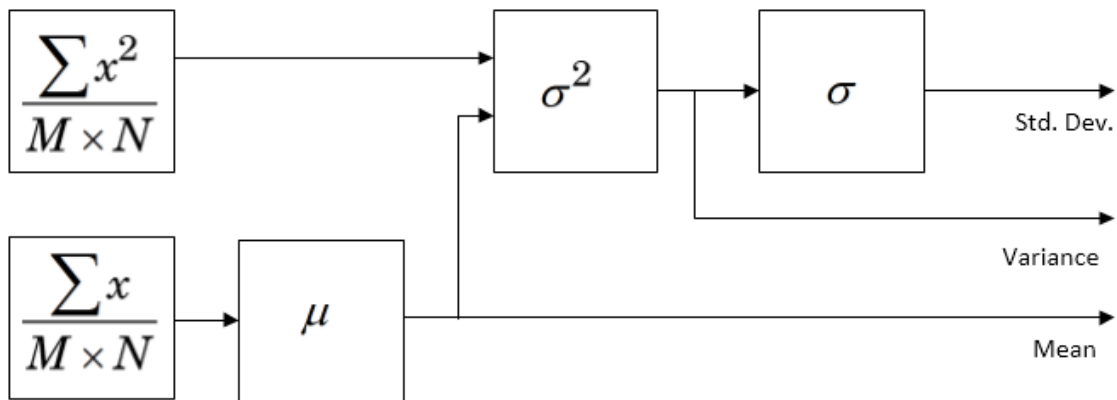 ∑x²
M × N
σ²
σ
Std. Dev.
Variance
∑x
M × N
μ
Mean